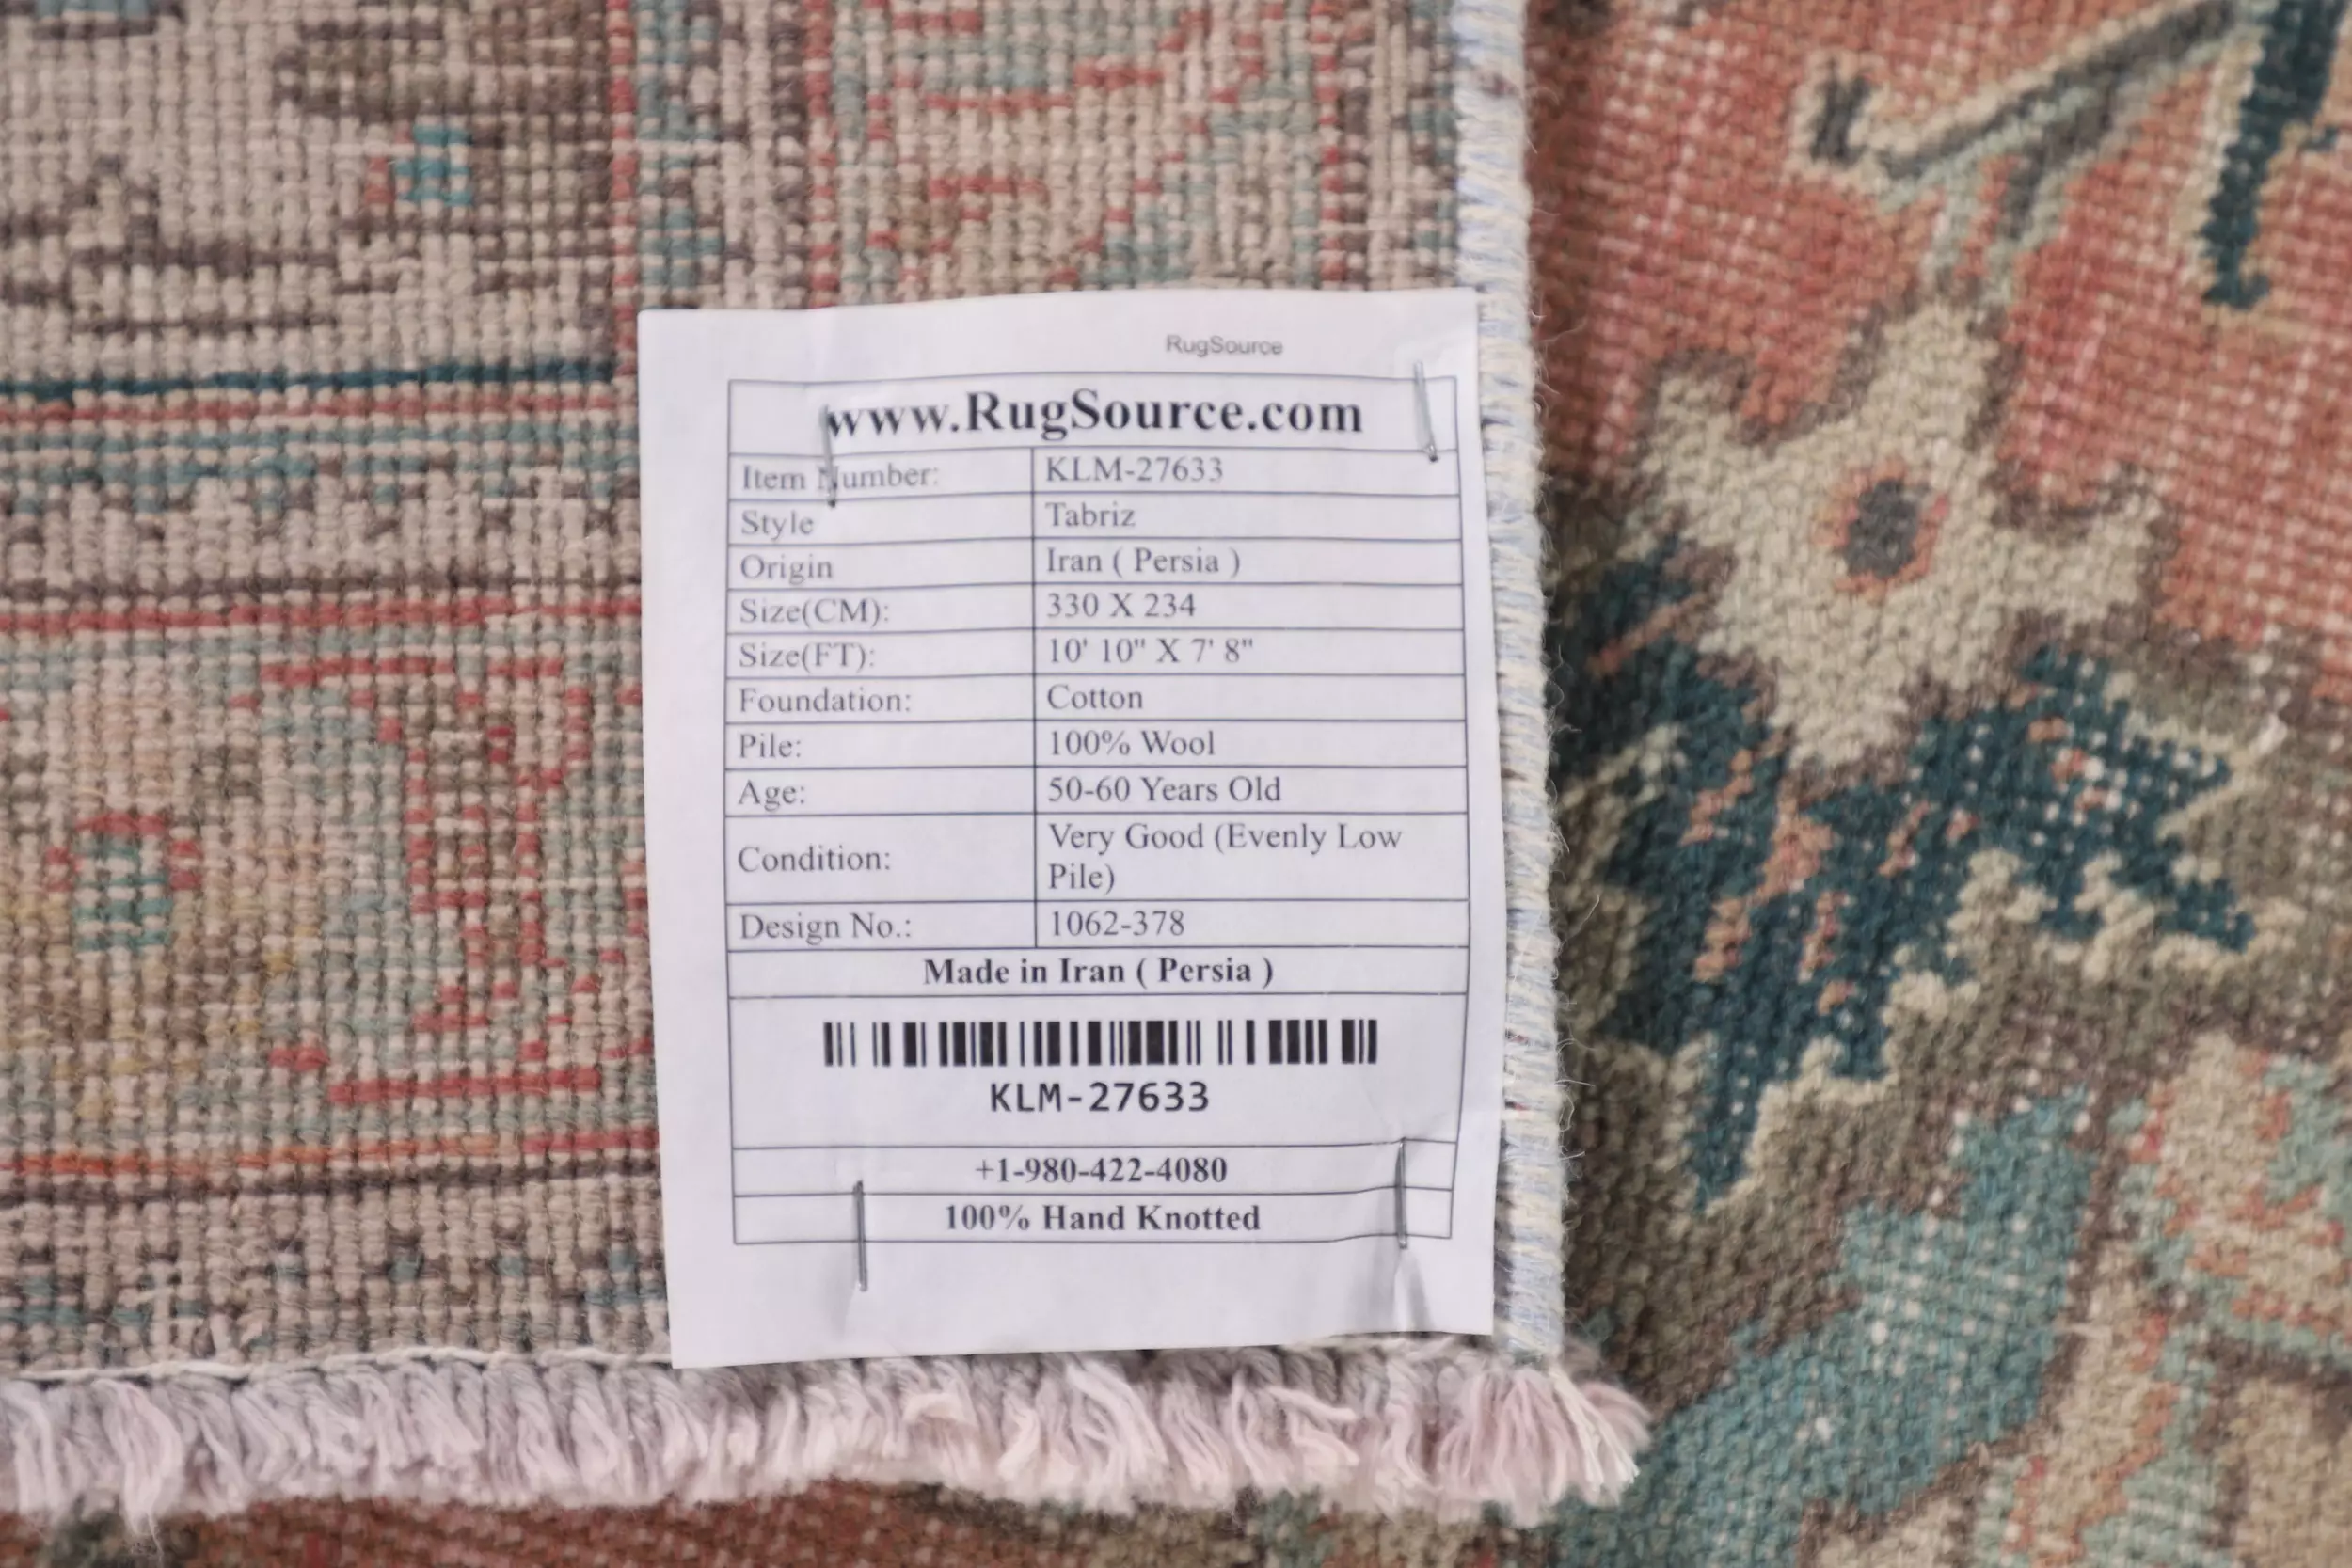 RugSource
www.RugSource.com
Item Number: KLM-27633
Style Tabriz
Origin Iran ( Persia )
Size(CM): 330 X 234
Size(FT): 10' 10" X 7' 8"
Foundation: Cotton
Pile: 100% Wool
Age: 50-60 Years Old
Condition: Very Good (Evenly Low
Pile)
Design No.: 1062-378
Made in Iran ( Persia )
KLM-27633
+1-980-422-4080
100% Hand Knotted